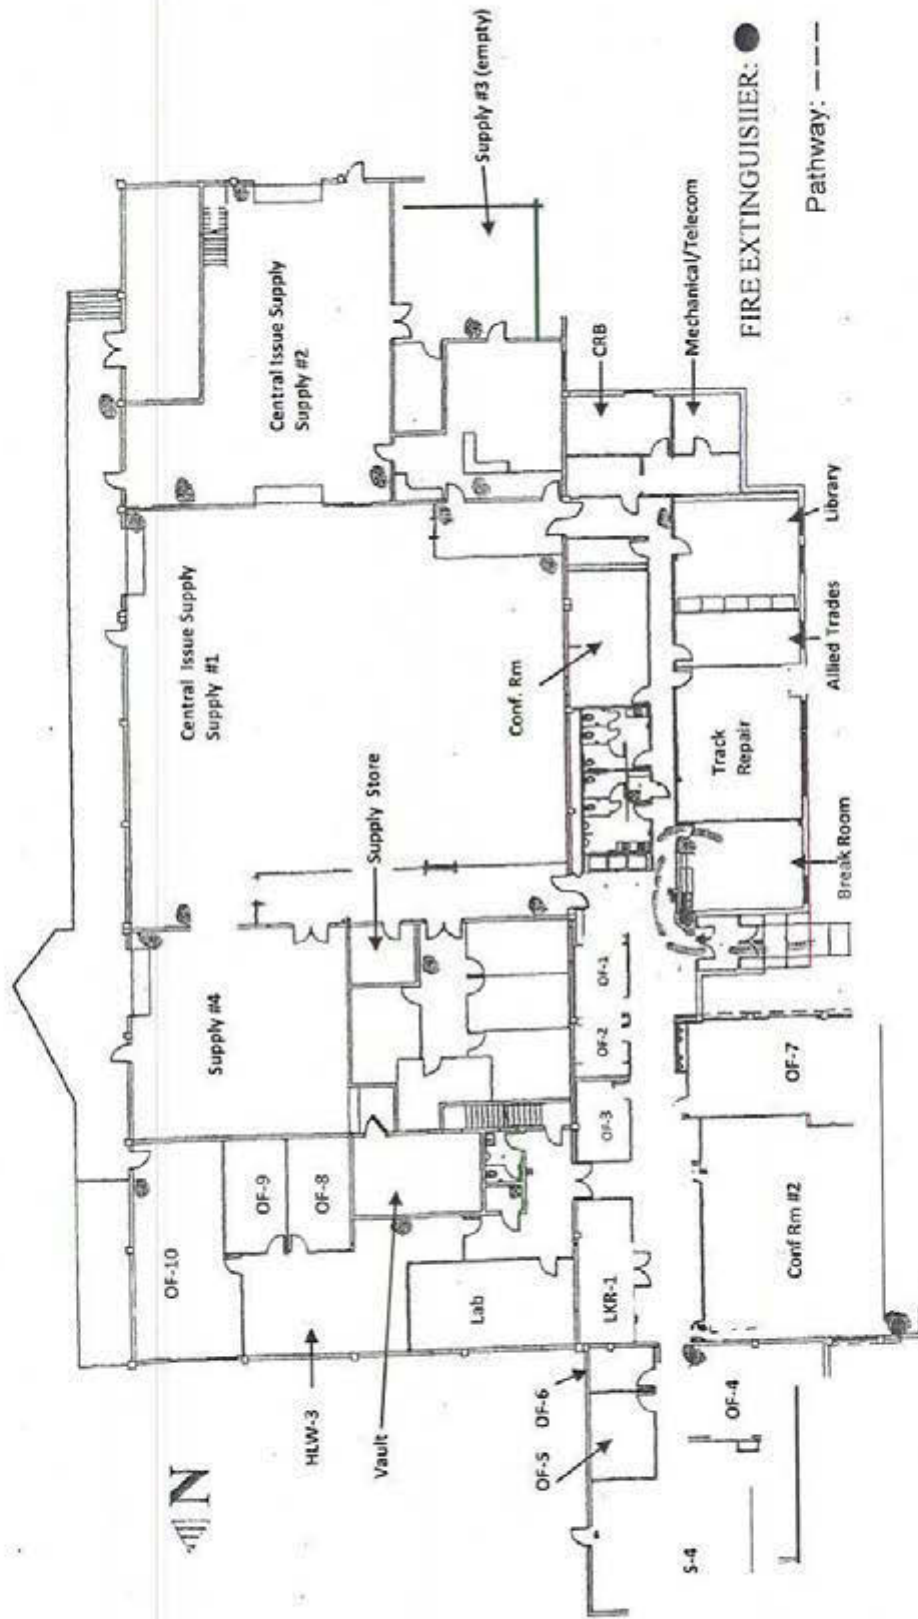 N
OF-10
HLW-3
Vault
OF-9
OF-8
Lab
Supply #4
Supply Store
Central Issue Supply
Supply #1
Central Issue Supply
Supply #2
Supply #3 (empty)
Conf. Rm
CRB
Mechanical/Telecom
OF-6
OF-5
LKR-1
OF-3
OF-2
OF-1
S-4
OF-4
Conf Rm #2
OF-7
Break Room
Track
Repair
Allied Trades
Library
FIRE EXTINGUISIIER:
Pathway: